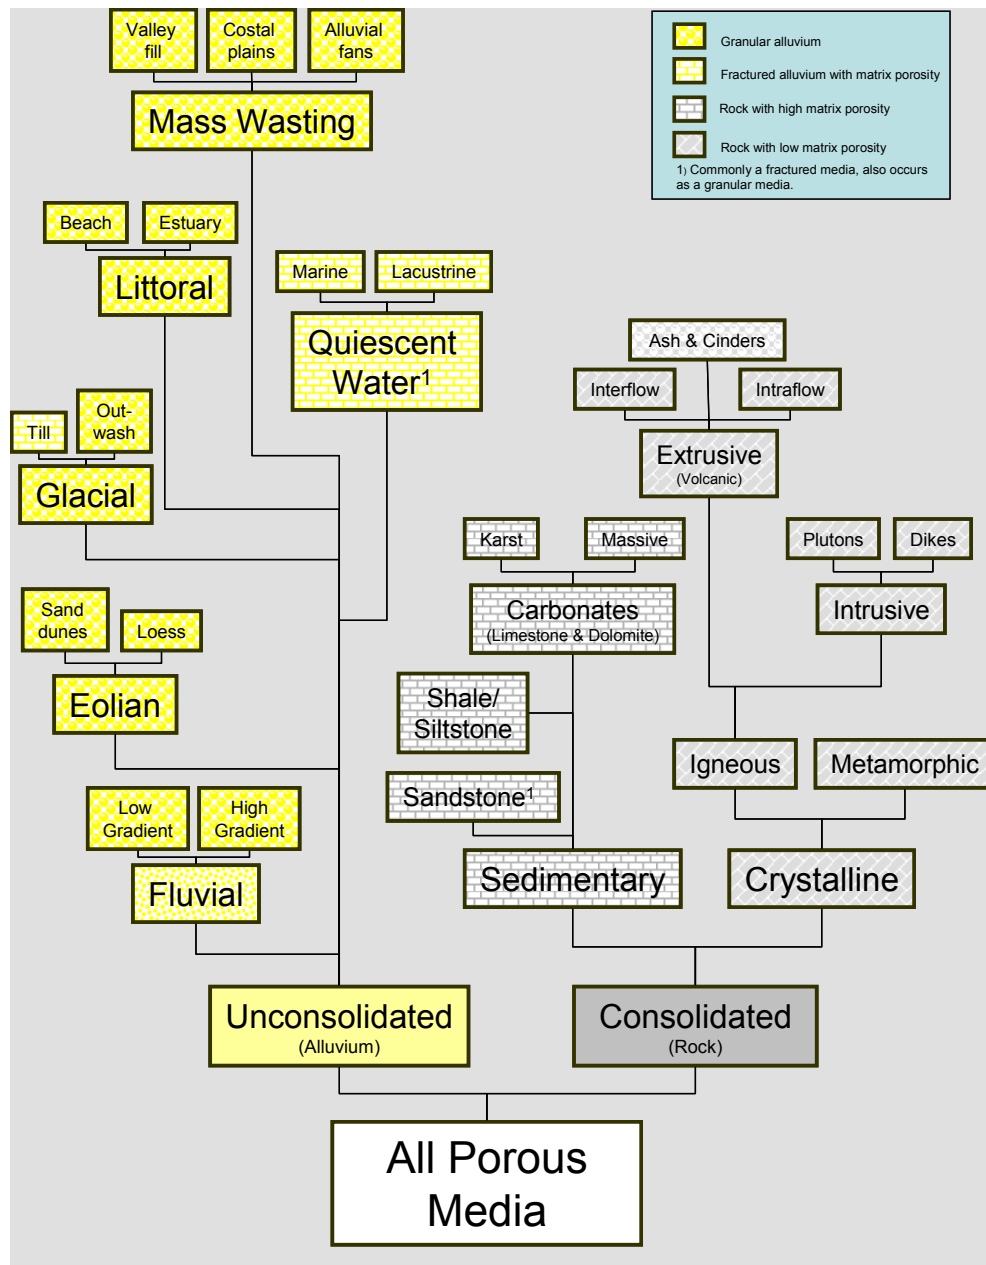 Valley
fill
Costal
plains
Alluvial
fans
Mass Wasting
Granular alluvium
Fractured alluvium with matrix porosity
Rock with high matrix porosity
Rock with low matrix porosity
1) Commonly a fractured media, also occurs
as a granular media.
Beach
Estuary
Littoral
Marine
Lacustrine
Quiescent
Water1
Ash & Cinders
Interflow
Intraflow
Extrusive
(Volcanic)
Till
Out-
wash
Glacial
Karst
Massive
Carbonates
(Limestone & Dolomite)
Plutons
Dikes
Intrusive
Sand
dunes
Loess
Eolian
Shale/
Siltstone
Sandstone1
Igneous
Metamorphic
Low
Gradient
High
Gradient
Fluvial
Sedimentary
Crystalline
Unconsolidated
(Alluvium)
Consolidated
(Rock)
All Porous
Media